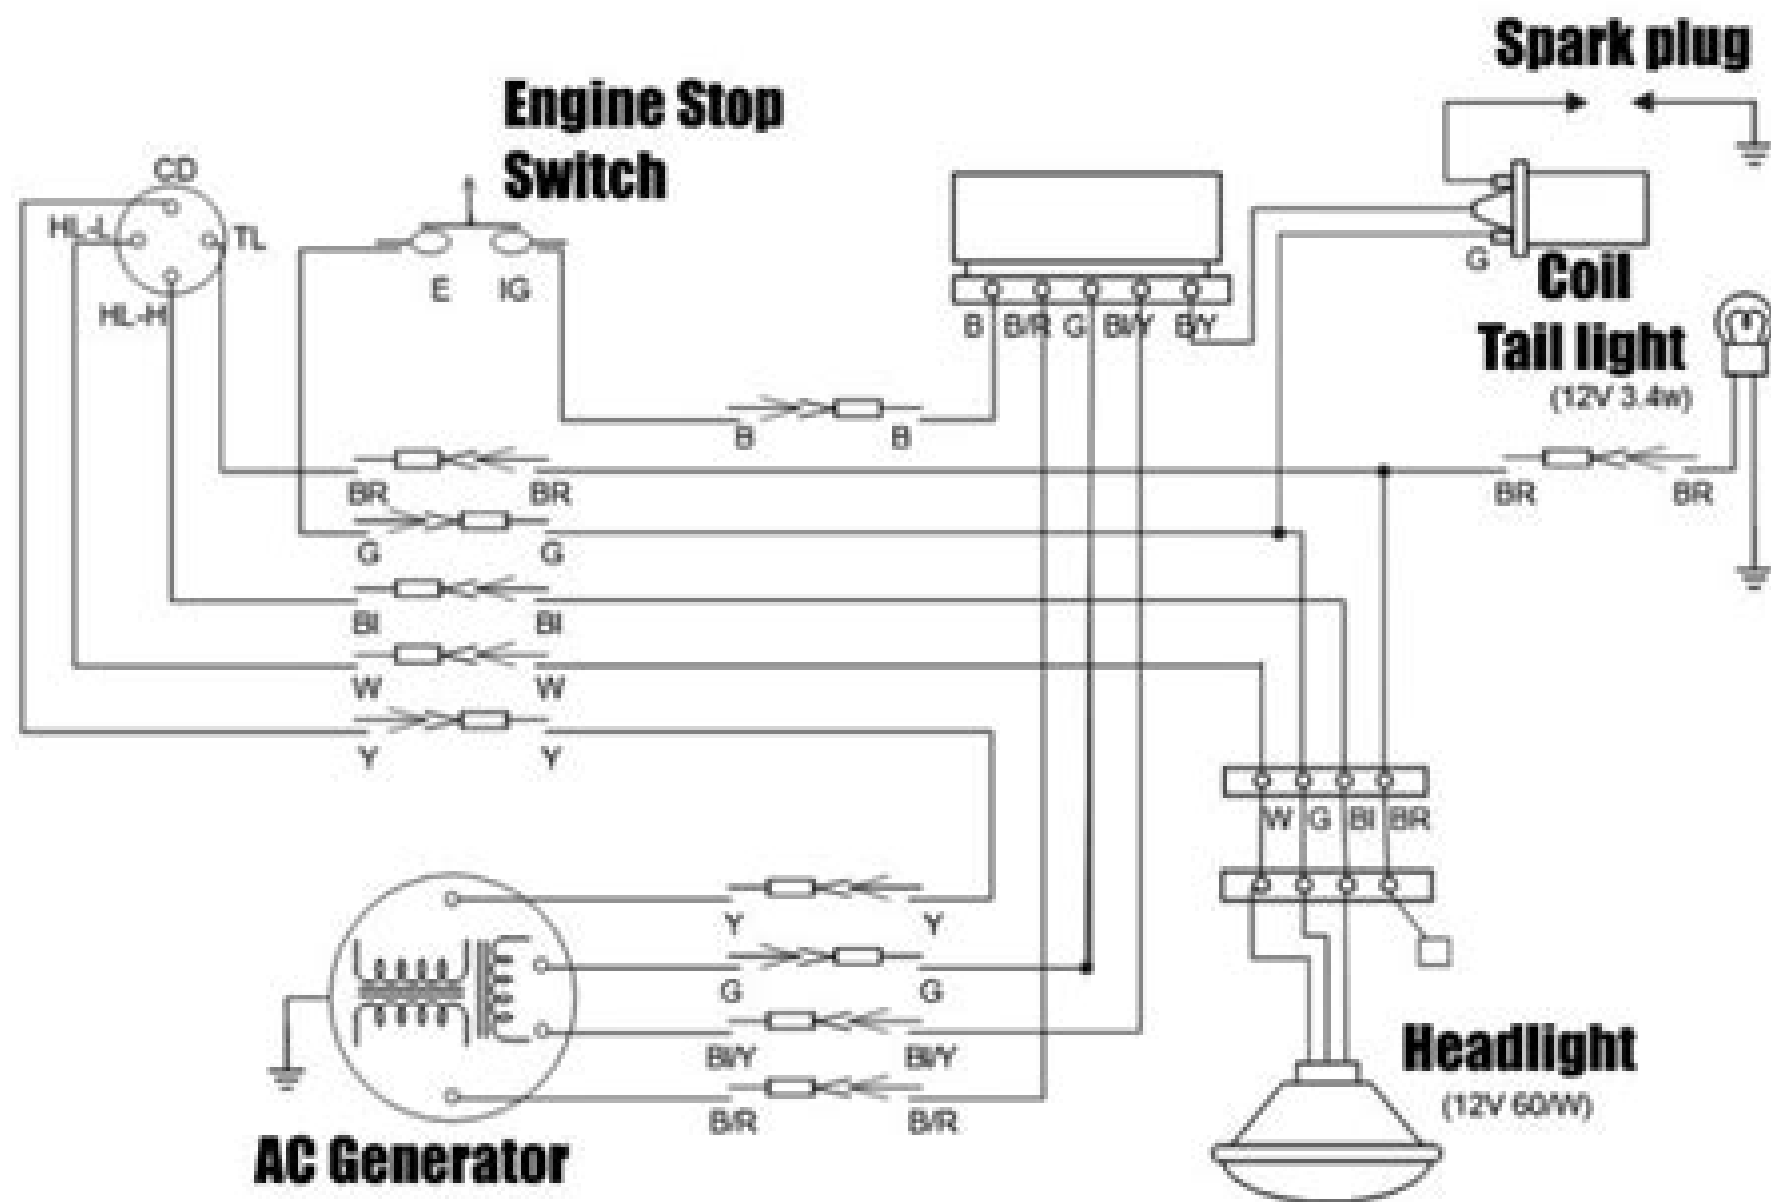 Spark plug
Engine Stop
Switch
CD
HL-L
TL
HL-H
E IG
G
Coil
B B/R G Bl/Y B/Y
Tail light
(12V 3.4w)
B B
BR BR
BR BR
G G
Bl Bl
W W
Y Y
W G Bl BR
Y Y
G G
Bl/Y Bl/Y
B/R B/R
Headlight
(12V 60/W)
AC Generator